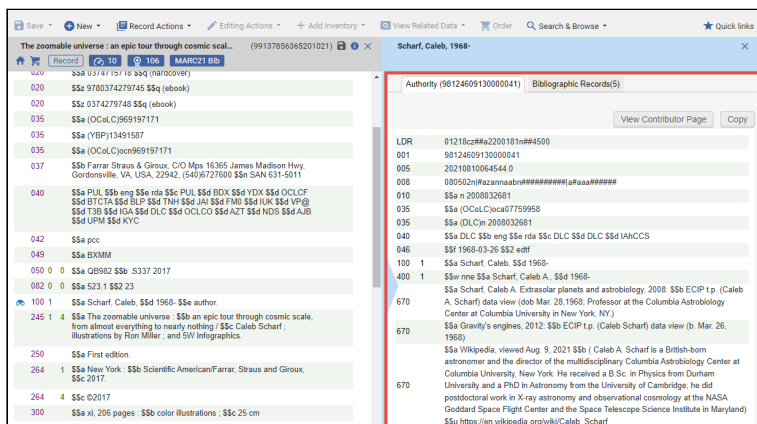 Save New Record Actions Editing Actions Add Inventory View Related Data Order Search & Browse Quick links
The zoomable universe : an epic tour through cosmic scal... (99137856365201021)
Record 10 106 MARC21 Bib
020 $$a 0374715718 $$q (hardcover)
020 $$z 9780374279745 $$q (ebook)
020 $$z 0374279748 $$q (ebook)
035 $$a (OCoLC)969197171
035 $$a (YBP)13491587
035 $$a (OCoLC)ocn969197171
037 $$b Farrar Straus & Giroux, C/O Mps 16365 James Madison Hwy,
Gordonsville, VA, USA, 22942, (540)6727600 $$n SAN 631-5011
040 $$a PUL $$b eng $$e rda $$c PUL $$d BDX $$d YDX $$d OCLCF
$$d BTCTA $$d BLP $$d TNH $$d JAI $$d FM0 $$d IUK $$d VP@
$$d T3B $$d IGA $$d DLC $$d OCLCO $$d AZT $$d NDS $$d AJB
$$d UPM $$d KYC
042 $$a pcc
049 $$a BXMM
050 0 0 $$a QB982 $$b .S337 2017
082 0 0 $$a 523.1 $$2 23
100 1 $$a Scharf, Caleb, $$d 1968- $$e author.
245 1 4 $$a The zoomable universe : $$b an epic tour through cosmic scale,
from almost everything to nearly nothing / $$c Caleb Scharf ;
illustrations by Ron Miller ; and 5W Infographics.
250 $$a First edition.
264 1 $$a New York : $$b Scientific American/Farrar, Straus and Giroux,
$$c 2017.
264 4 $$c ©2017
300 $$a xi, 206 pages : $$b color illustrations ; $$c 25 cm
Scharf, Caleb, 1968-
Authority (98124609130000041) Bibliographic Records(5)
View Contributor Page Copy
LDR 01218cz##a2200181n##4500
001 98124609130000041
005 20210810064544.0
008 080502n|#azannaabn##########|a#aaa######
010 $$a n 2008032681
035 $$a (OCoLC)oca07759958
035 $$a (DLC)n 2008032681
040 $$a DLC $$b eng $$e rda $$c DLC $$d DLC $$d IAhCCS
046 $$f 1968-03-26 $$2 edtf
100 1 $$a Scharf, Caleb, $$d 1968-
400 1 $$w nne $$a Scharf, Caleb A., $$d 1968-
670 $$a Scharf, Caleb A. Extrasolar planets and astrobiology, 2008: $$b ECIP t.p. (Caleb
A. Scharf) data view (dob Mar. 28,1968; Professor at the Columbia Astrobiology
Center at Columbia University in New York, NY.)
670 $$a Gravity's engines, 2012: $$b ECIP t.p. (Caleb Scharf) data view (b. Mar. 26,
1968)
670 $$a Wikipedia, viewed Aug. 9, 2021 $$b ( Caleb A. Scharf is a British-born
astronomer and the director of the multidisciplinary Columbia Astrobiology Center at
Columbia University, New York. He received a B.Sc. in Physics from Durham
University and a PhD in Astronomy from the University of Cambridge; he did
postdoctoral work in X-ray astronomy and observational cosmology at the NASA
Goddard Space Flight Center and the Space Telescope Science Institute in Maryland)
$$u https://en.wikipedia.org/wiki/Caleb_Scharf